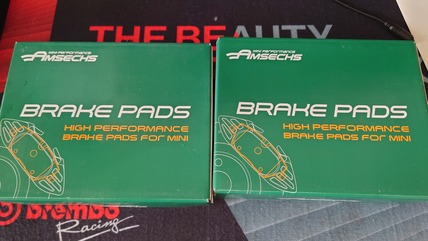 THE BEAUTY
MINI PERFORMANCE
AMSECHS
BRAKE PADS
HIGH PERFORMANCE
BRAKE PADS FOR MINI
MINI PERFORMANCE
AMSECHS
BRAKE PADS
HIGH PERFORMANCE
BRAKE PADS FOR MINI
brembo
Racing